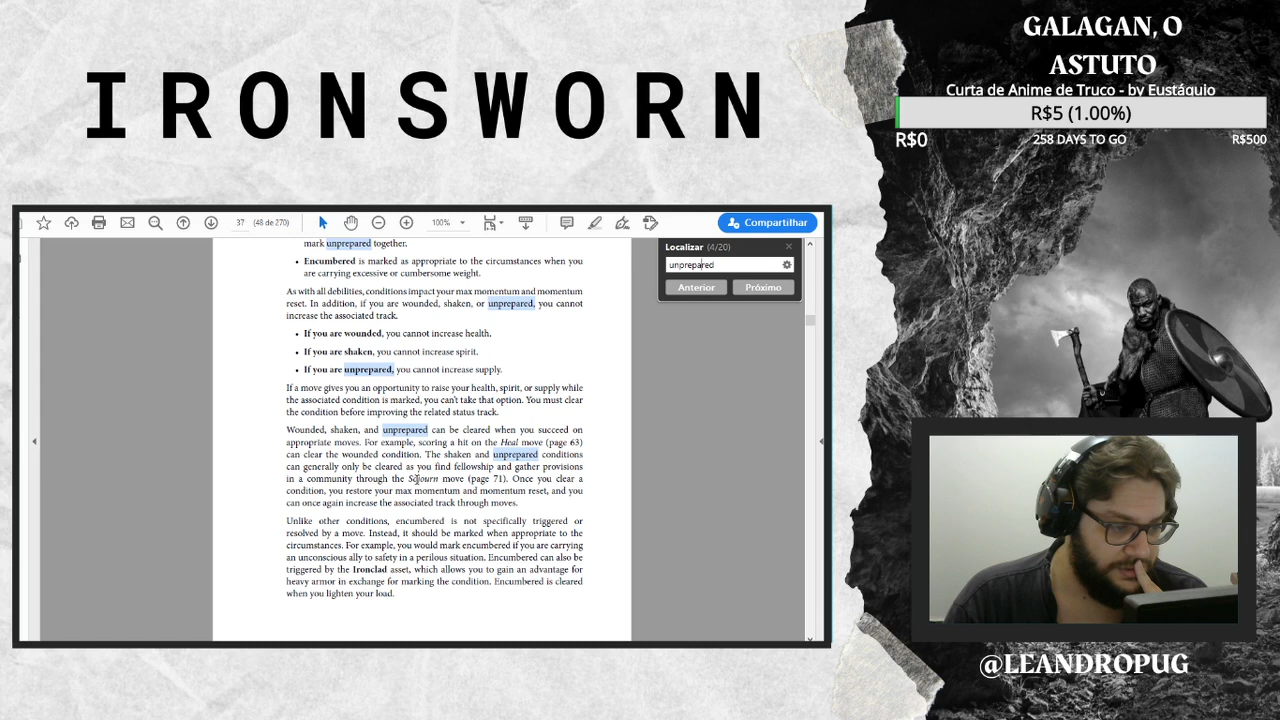 IRONSWORN
GALAGAN, O
ASTUTO
Curta de Anime de Truco - by Eustáquio
R$5 (1.00%)
R$0
258 DAYS TO GO
R$500
37
(48 de 270)
100%
Compartilhar
Localizar (4/20)
unprepared
Anterior
Próximo
mark unprepared together.
• Encumbered is marked as appropriate to the circumstances when you
are carrying excessive or cumbersome weight.
As with all debilities, conditions impact your max momentum and momentum
reset. In addition, if you are wounded, shaken, or unprepared, you cannot
increase the associated track.
• If you are wounded, you cannot increase health.
• If you are shaken, you cannot increase spirit.
• If you are unprepared, you cannot increase supply.
If a move gives you an opportunity to raise your health, spirit, or supply while
the associated condition is marked, you can't take that option. You must clear
the condition before improving the related status track.
Wounded, shaken, and unprepared can be cleared when you succeed on
appropriate moves. For example, scoring a hit on the Heal move (page 63)
can clear the wounded condition. The shaken and unprepared conditions
can generally only be cleared as you find fellowship and gather provisions
in a community through the Sojourn move (page 71). Once you clear a
condition, you restore your max momentum and momentum reset, and you
can once again increase the associated track through moves.
Unlike other conditions, encumbered is not specifically triggered or
resolved by a move. Instead, it should be marked when appropriate to the
circumstances. For example, you would mark encumbered if you are carrying
an unconscious ally to safety in a perilous situation. Encumbered can also be
triggered by the Ironclad asset, which allows you to gain an advantage for
heavy armor in exchange for marking the condition. Encumbered is cleared
when you lighten your load.
@LEANDROPUG